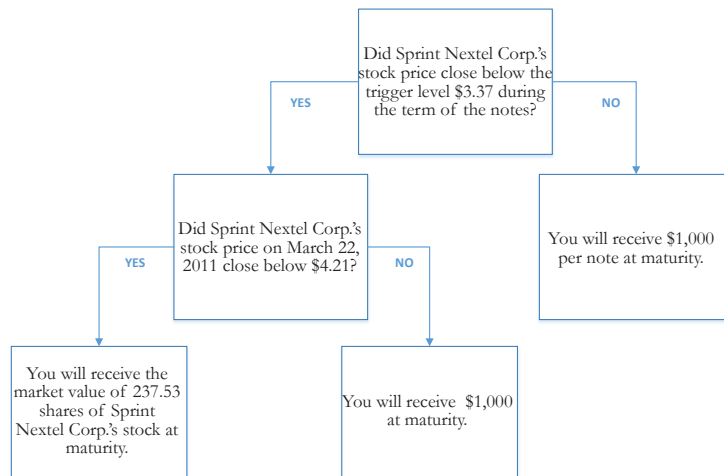 Did Sprint Nextel Corp.'s
stock price close below the
trigger level $3.37 during
the term of the notes?
YES
NO
Did Sprint Nextel Corp.'s
stock price on March 22,
2011 close below $4.21?
You will receive $1,000
per note at maturity.
YES
NO
You will receive the
market value of 237.53
shares of Sprint
Nextel Corp.'s stock at
maturity.
You will receive $1,000
at maturity.